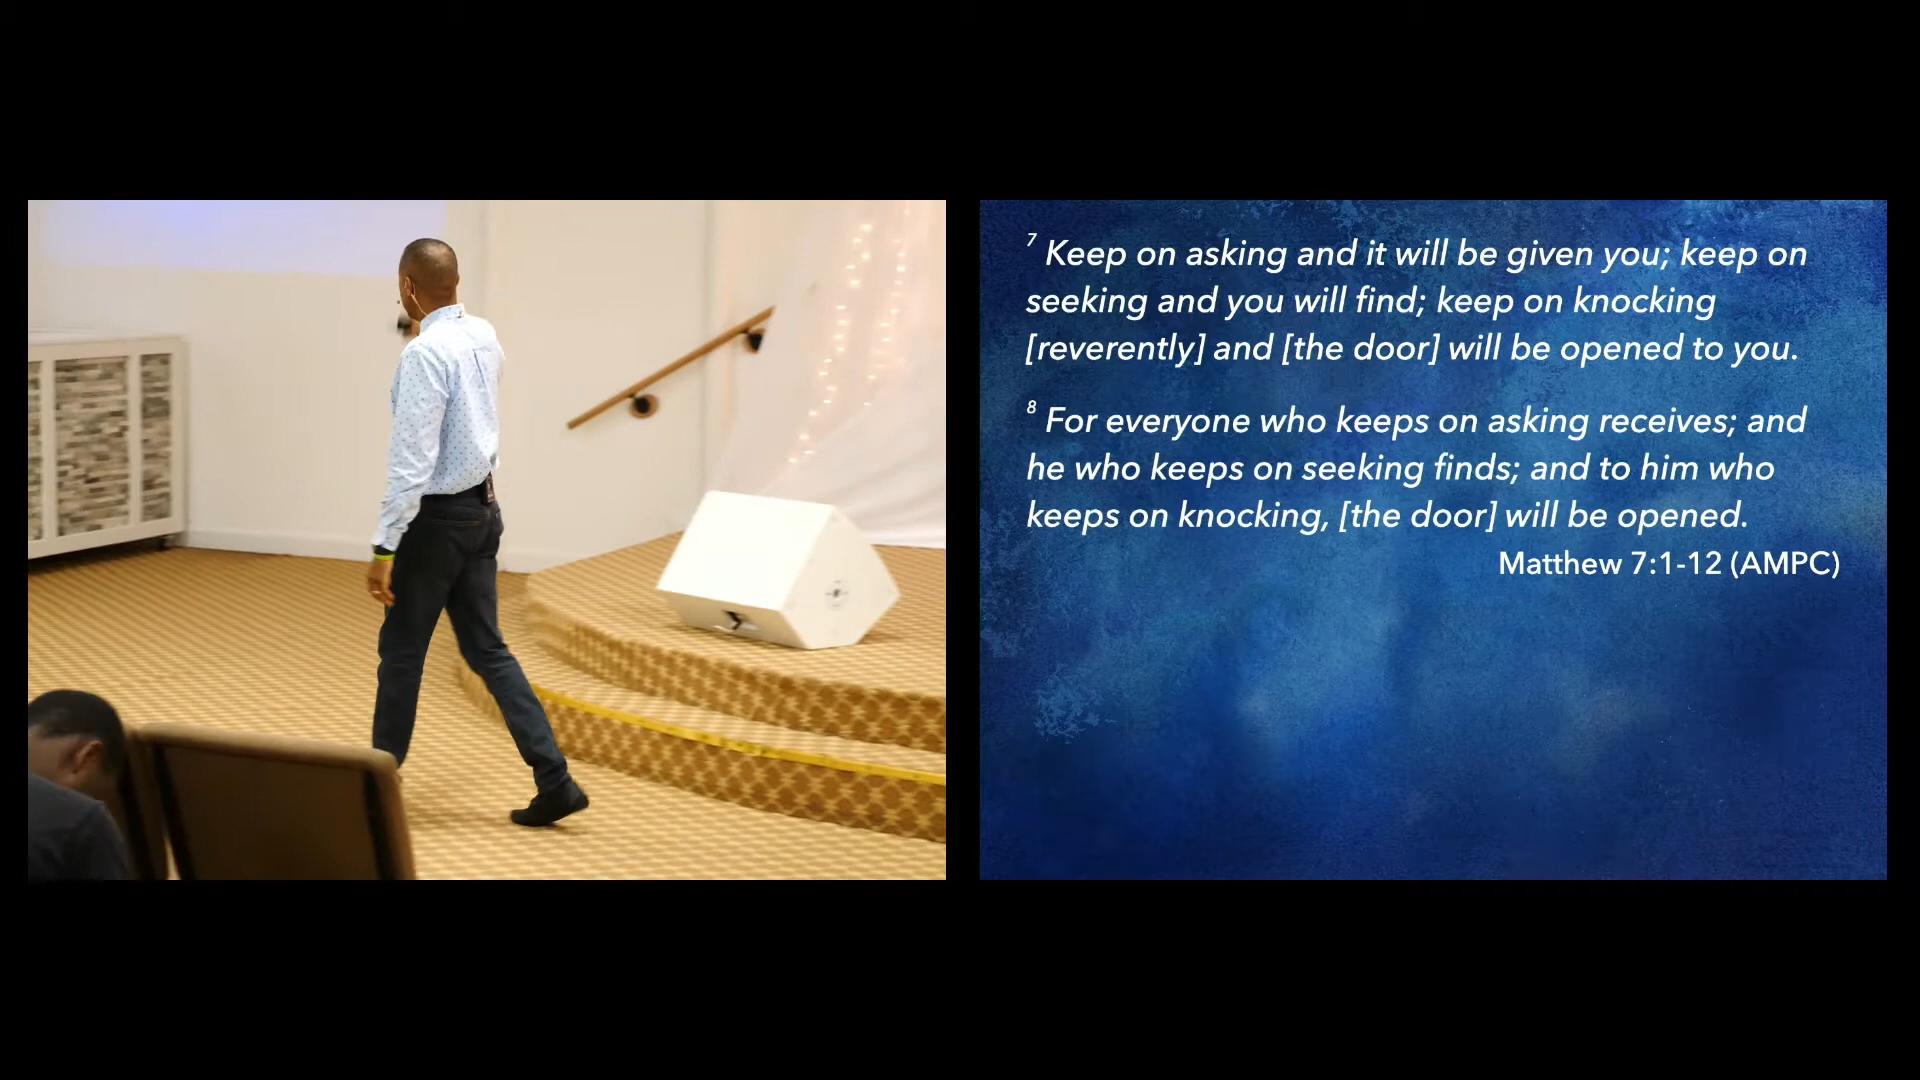 7 Keep on asking and it will be given you; keep on
seeking and you will find; keep on knocking
[reverently] and [the door] will be opened to you.
8 For everyone who keeps on asking receives; and
he who keeps on seeking finds; and to him who
keeps on knocking, [the door] will be opened.
Matthew 7:1-12 (AMPC)